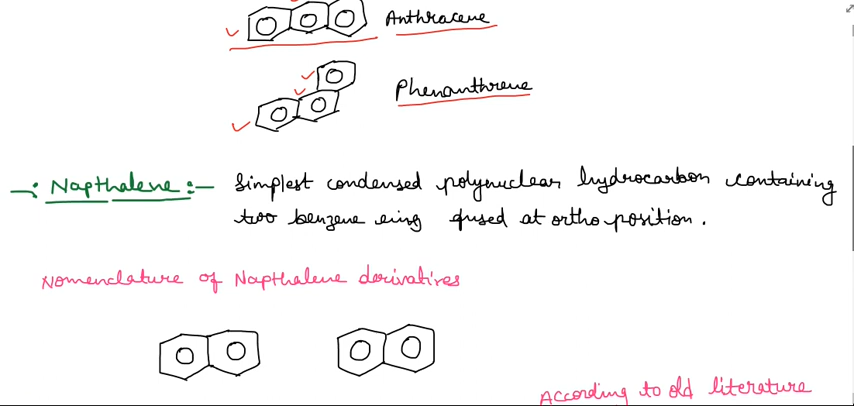 Anthracene
Phenanthrene
—: Napthalene :— Simplest condensed polynuclear hydrocarbon containing
two benzene ring fused at ortho position.
Nomenclature of Napthalene derivatives
According to old literature